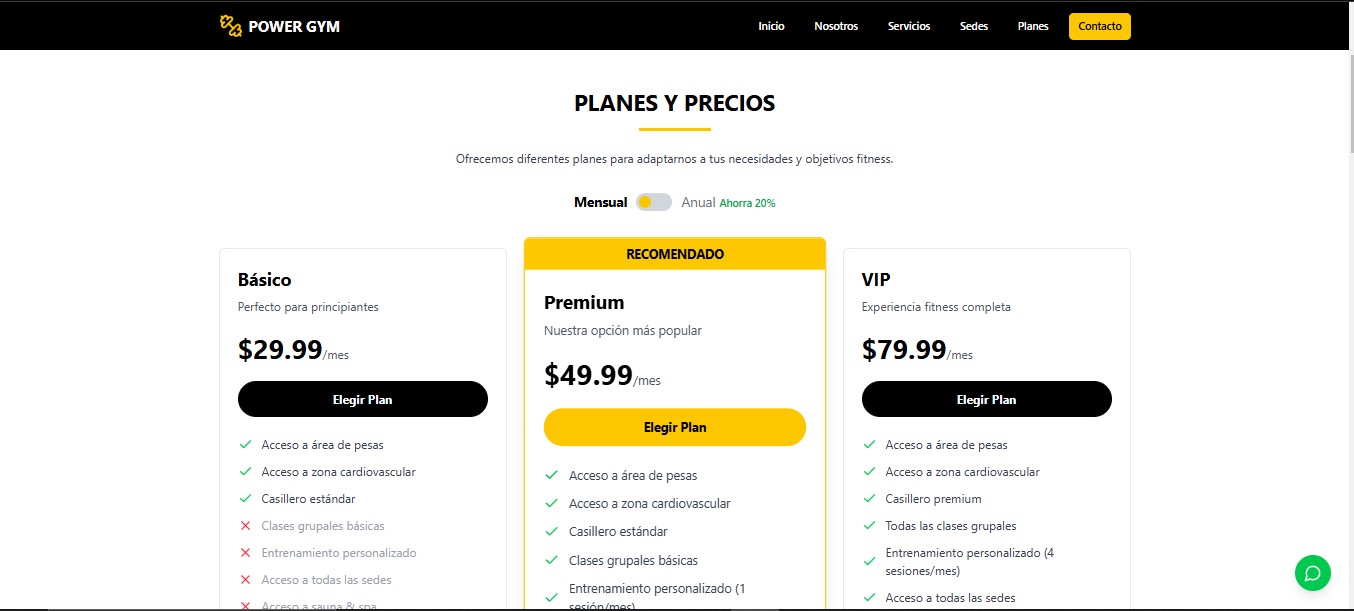 POWER GYM
Inicio
Nosotros
Servicios
Sedes
Planes
Contacto
PLANES Y PRECIOS
Ofrecemos diferentes planes para adaptarnos a tus necesidades y objetivos fitness.
Mensual
Anual Ahorra 20%
Básico
Perfecto para principiantes
$29.99/mes
Elegir Plan
Acceso a área de pesas
Acceso a zona cardiovascular
Casillero estándar
Clases grupales básicas
Entrenamiento personalizado
Acceso a todas las sedes
Acceso a sauna & spa
RECOMENDADO
Premium
Nuestra opción más popular
$49.99/mes
Elegir Plan
Acceso a área de pesas
Acceso a zona cardiovascular
Casillero estándar
Clases grupales básicas
Entrenamiento personalizado (1
sesión/mes)
VIP
Experiencia fitness completa
$79.99/mes
Elegir Plan
Acceso a área de pesas
Acceso a zona cardiovascular
Casillero premium
Todas las clases grupales
Entrenamiento personalizado (4
sesiones/mes)
Acceso a todas las sedes